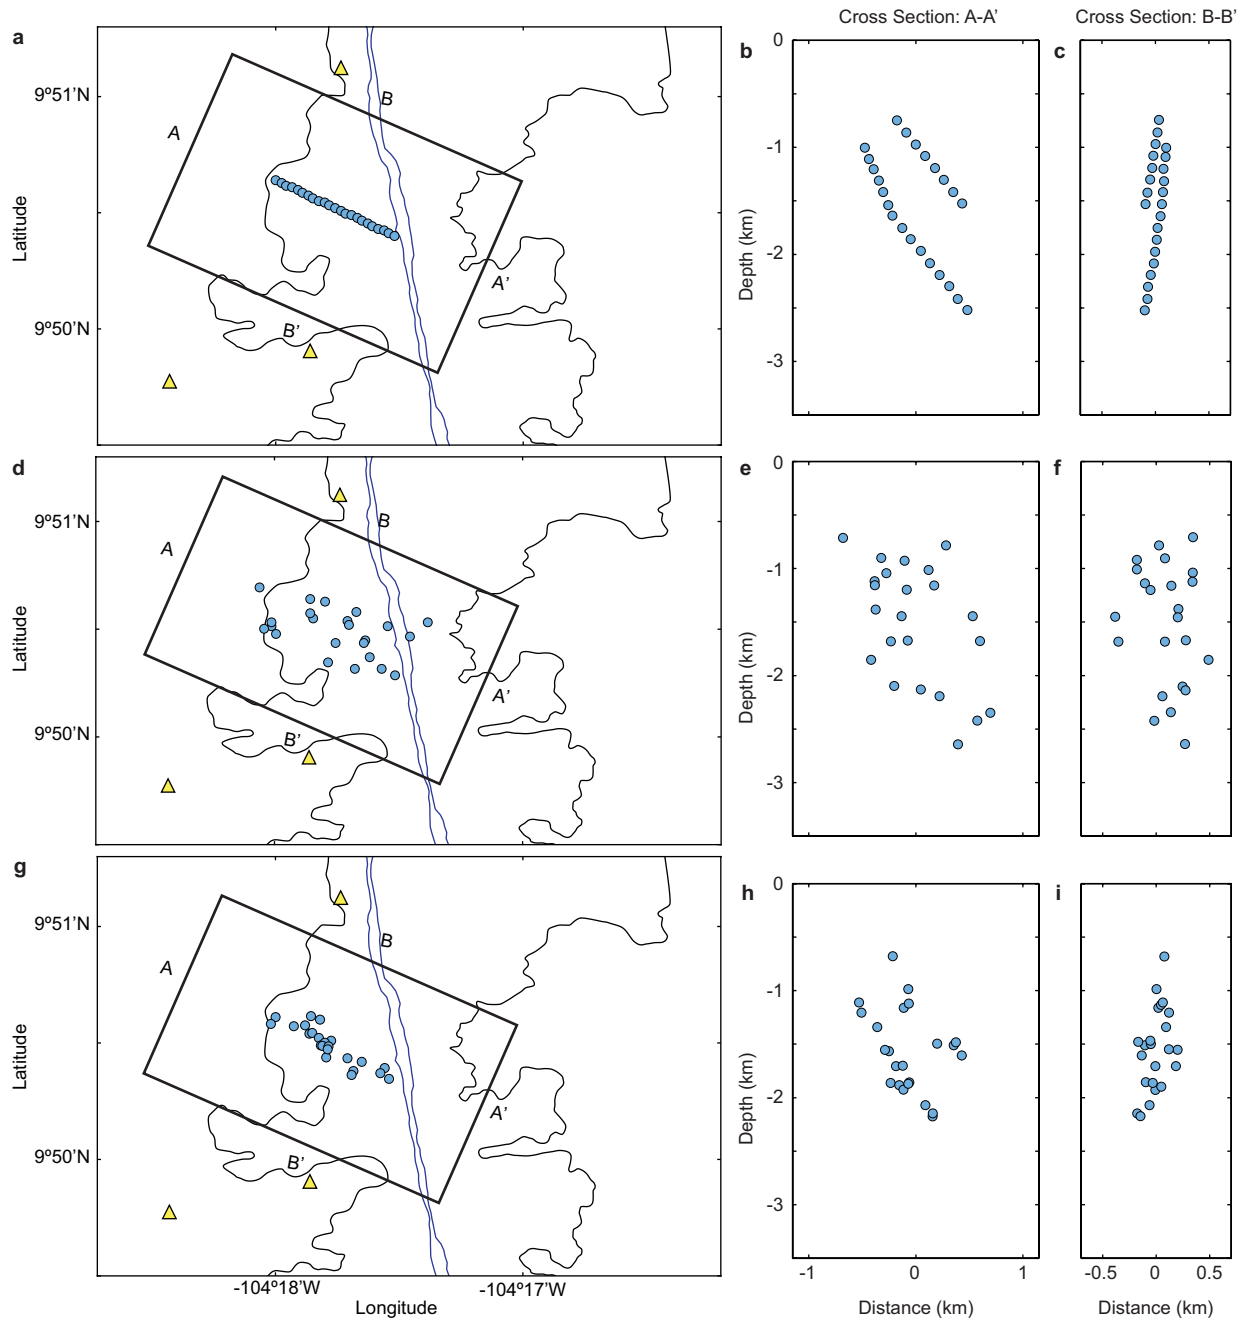 Cross Section: A-A’
Cross Section: B-B’
a
b
c
0
9º51’N
B
A
-1
Latitude
Depth (km)
-2
A’
9º50’N
B’
-3
d
e
f
0
9º51’N
B
A
-1
Latitude
Depth (km)
-2
A’
9º50’N
B’
-3
g
h
i
0
9º51’N
B
A
-1
Latitude
Depth (km)
-2
A’
9º50’N
B’
-3
-104º18’W
-104º17’W
-1
0
1
-0.5
0
0.5
Longitude
Distance (km)
Distance (km)